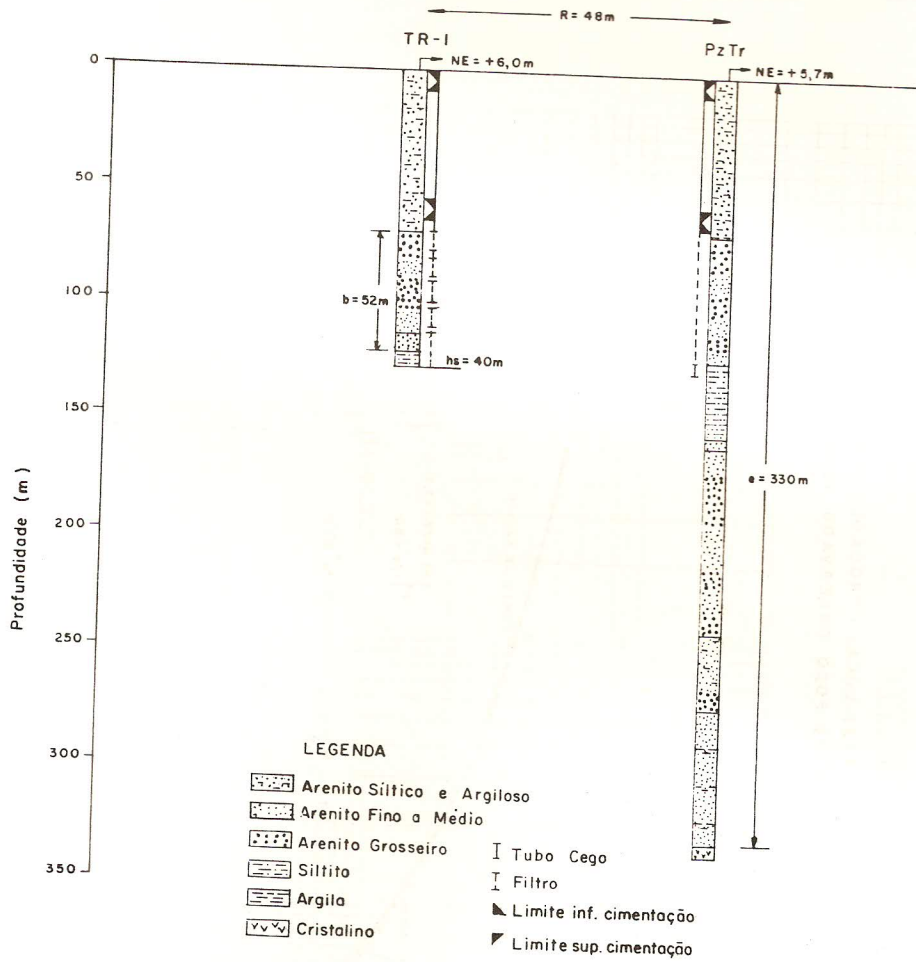 R = 48m
TR-I
PzTr
NE = +6,0m
NE = +5,7m
0
50
100
150
200
250
300
350
Profundidade (m)
b = 52m
hs = 40m
e = 330m
LEGENDA
Arenito Síltico e Argiloso
Arenito Fino a Médio
Arenito Grosseiro
Siltito
Argila
Cristalino
Tubo Cego
Filtro
Limite inf. cimentação
Limite sup. cimentação